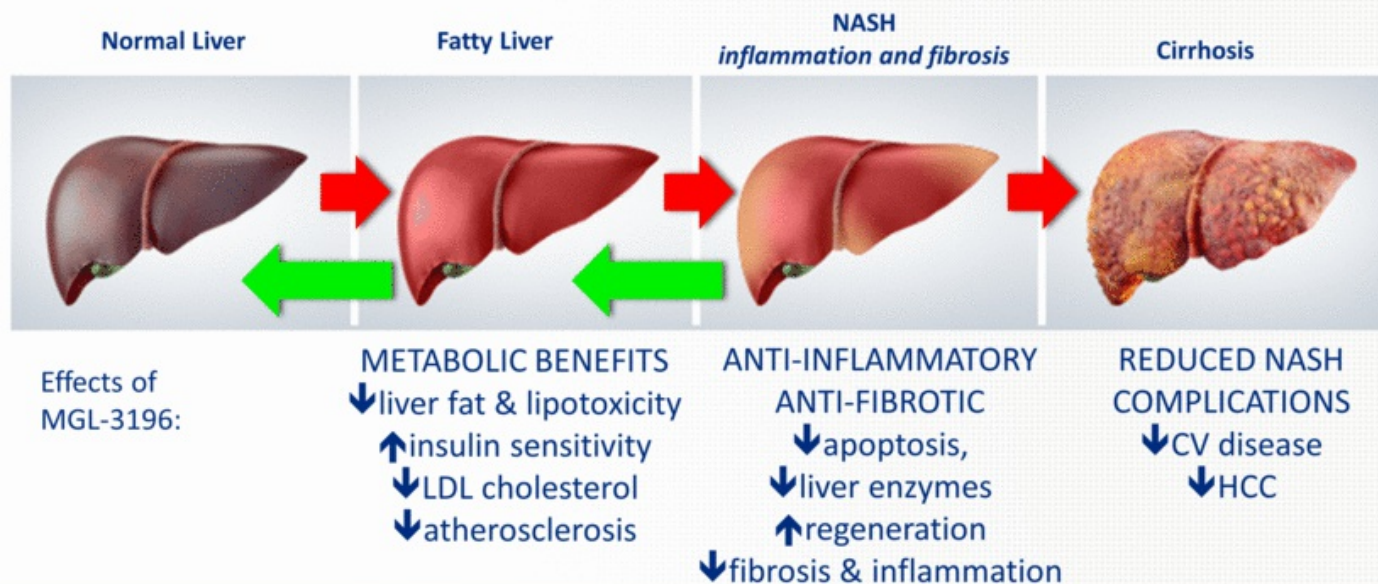 Normal Liver
Fatty Liver
NASH
inflammation and fibrosis
Cirrhosis
Effects of
MGL-3196:
METABOLIC BENEFITS
↓liver fat & lipotoxicity
↑insulin sensitivity
↓LDL cholesterol
↓atherosclerosis
ANTI-INFLAMMATORY
ANTI-FIBROTIC
↓apoptosis,
↓liver enzymes
↑regeneration
↓fibrosis & inflammation
REDUCED NASH
COMPLICATIONS
↓CV disease
↓HCC